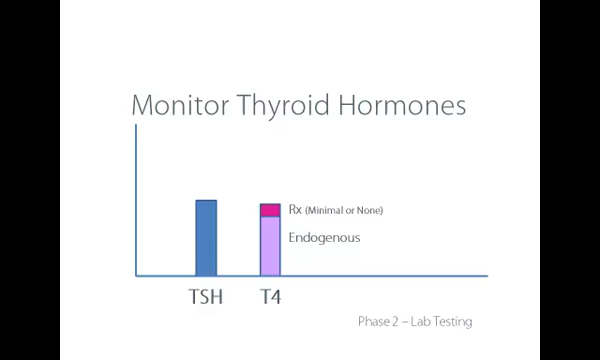 Monitor Thyroid Hormones
Rx (Minimal or None)
Endogenous
TSH T4
Phase 2 – Lab Testing